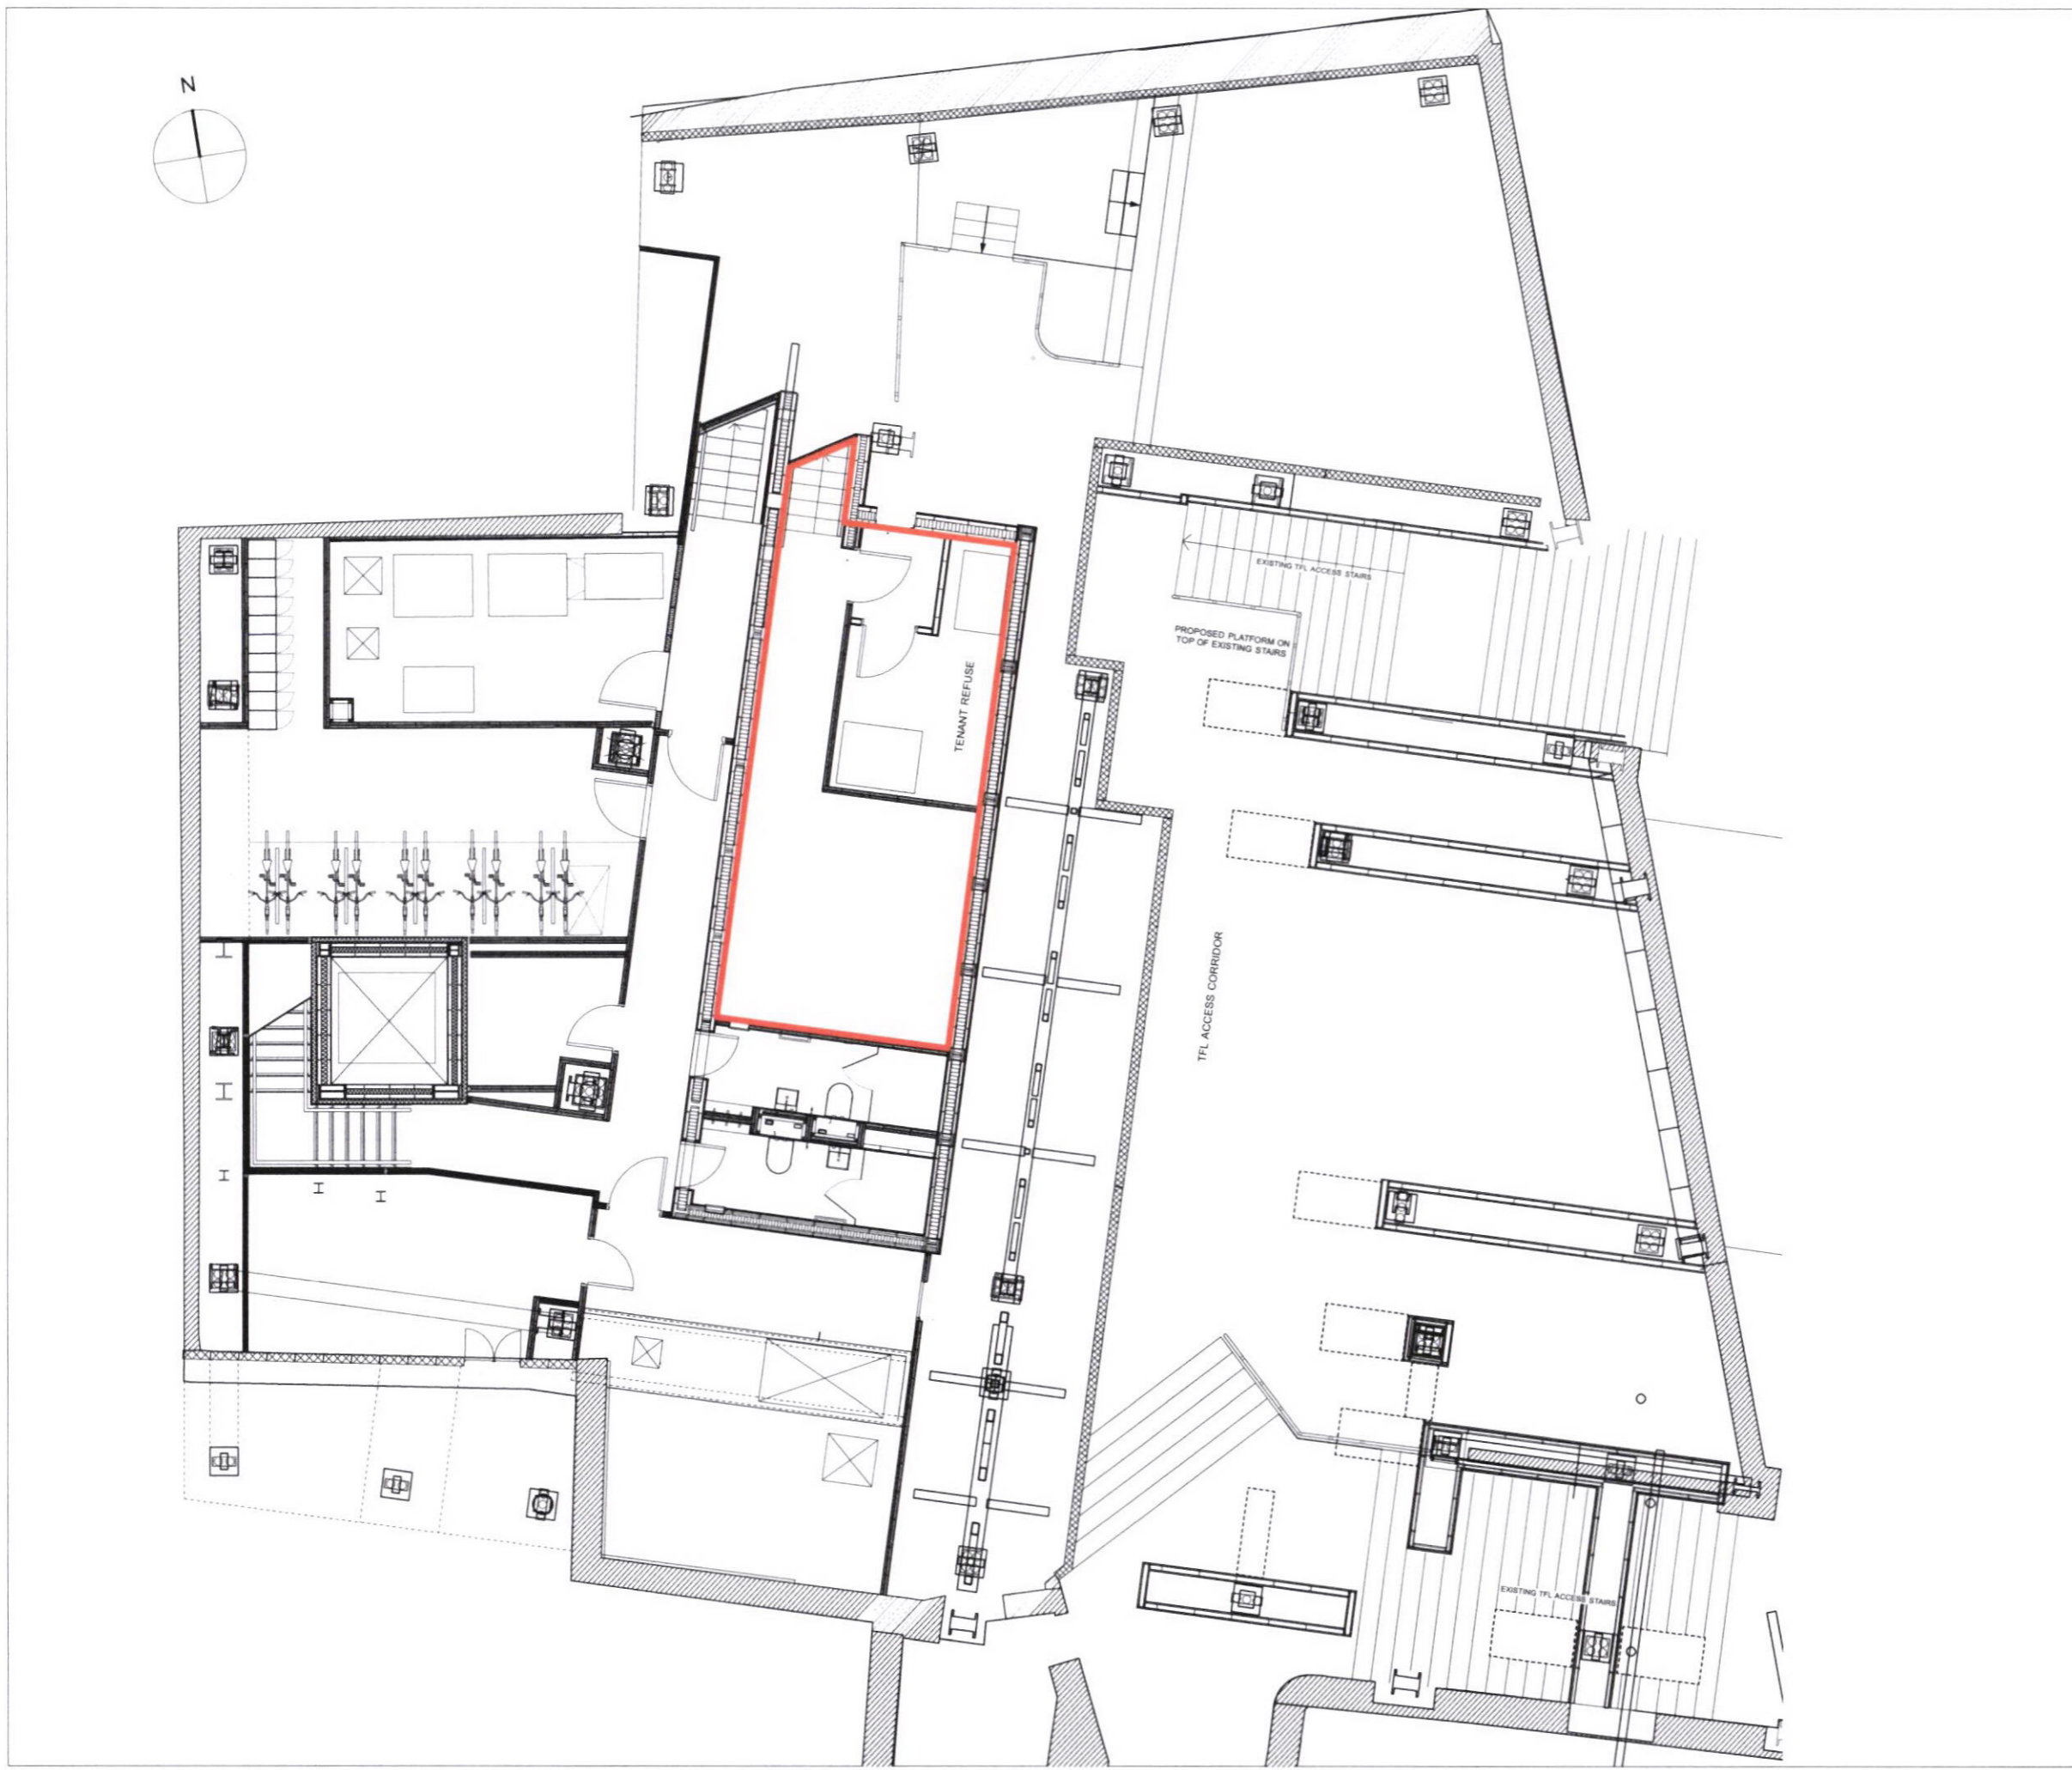 N
EXISTING TFL ACCESS STAIRS
PROPOSED PLATFORM ON
TOP OF EXISTING STAIRS
TENANT REFUSE
TFL ACCESS CORRIDOR
EXISTING TFL ACCESS STAIRS